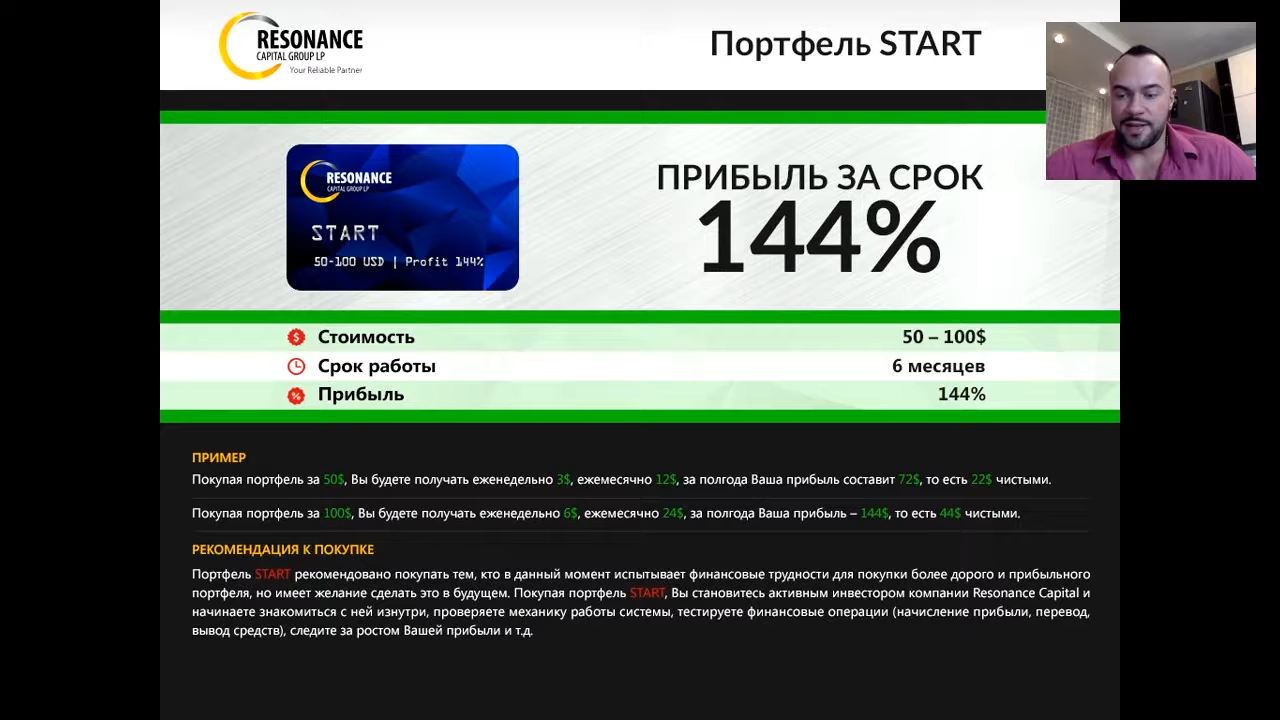 RESONANCE
CAPITAL GROUP LP
Your Reliable Partner
Портфель START
RESONANCE
CAPITAL GROUP LP
START
50-100 USD | Profit 144%
ПРИБЫЛЬ ЗА СРОК
144%
Стоимость 50 – 100$
Срок работы 6 месяцев
Прибыль 144%
ПРИМЕР
Покупая портфель за 50$, Вы будете получать еженедельно 3$, ежемесячно 12$, за полгода Ваша прибыль составит 72$, то есть 22$ чистыми.
Покупая портфель за 100$, Вы будете получать еженедельно 6$, ежемесячно 24$, за полгода Ваша прибыль – 144$, то есть 44$ чистыми.
РЕКОМЕНДАЦИЯ К ПОКУПКЕ
Портфель START рекомендовано покупать тем, кто в данный момент испытывает финансовые трудности для покупки более дорого и прибыльного
портфеля, но имеет желание сделать это в будущем. Покупая портфель START, Вы становитесь активным инвестором компании Resonance Capital и
начинаете знакомиться с ней изнутри, проверяете механику работы системы, тестируете финансовые операции (начисление прибыли, перевод,
вывод средств), следите за ростом Вашей прибыли и т.д.